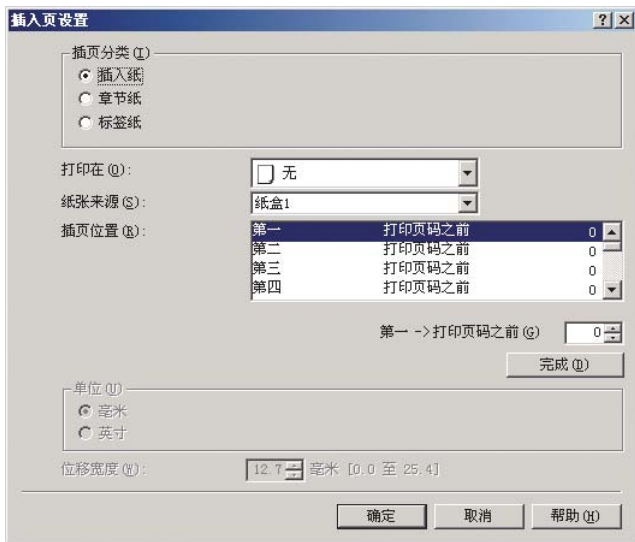 插入页设置
插页分类(I)
插入纸
章节纸
标签纸
打印在(O): 无
纸张来源(S): 纸盒1
插页位置(R): 第一 打印页码之前 0
第二 打印页码之前 0
第三 打印页码之前 0
第四 打印页码之前 0
第一 ->打印页码之前(G) 0
完成(D)
单位(U)
毫米
英寸
位移宽度(W): 12.7 毫米 [0.0 至 25.4]
确定 取消 帮助(H)